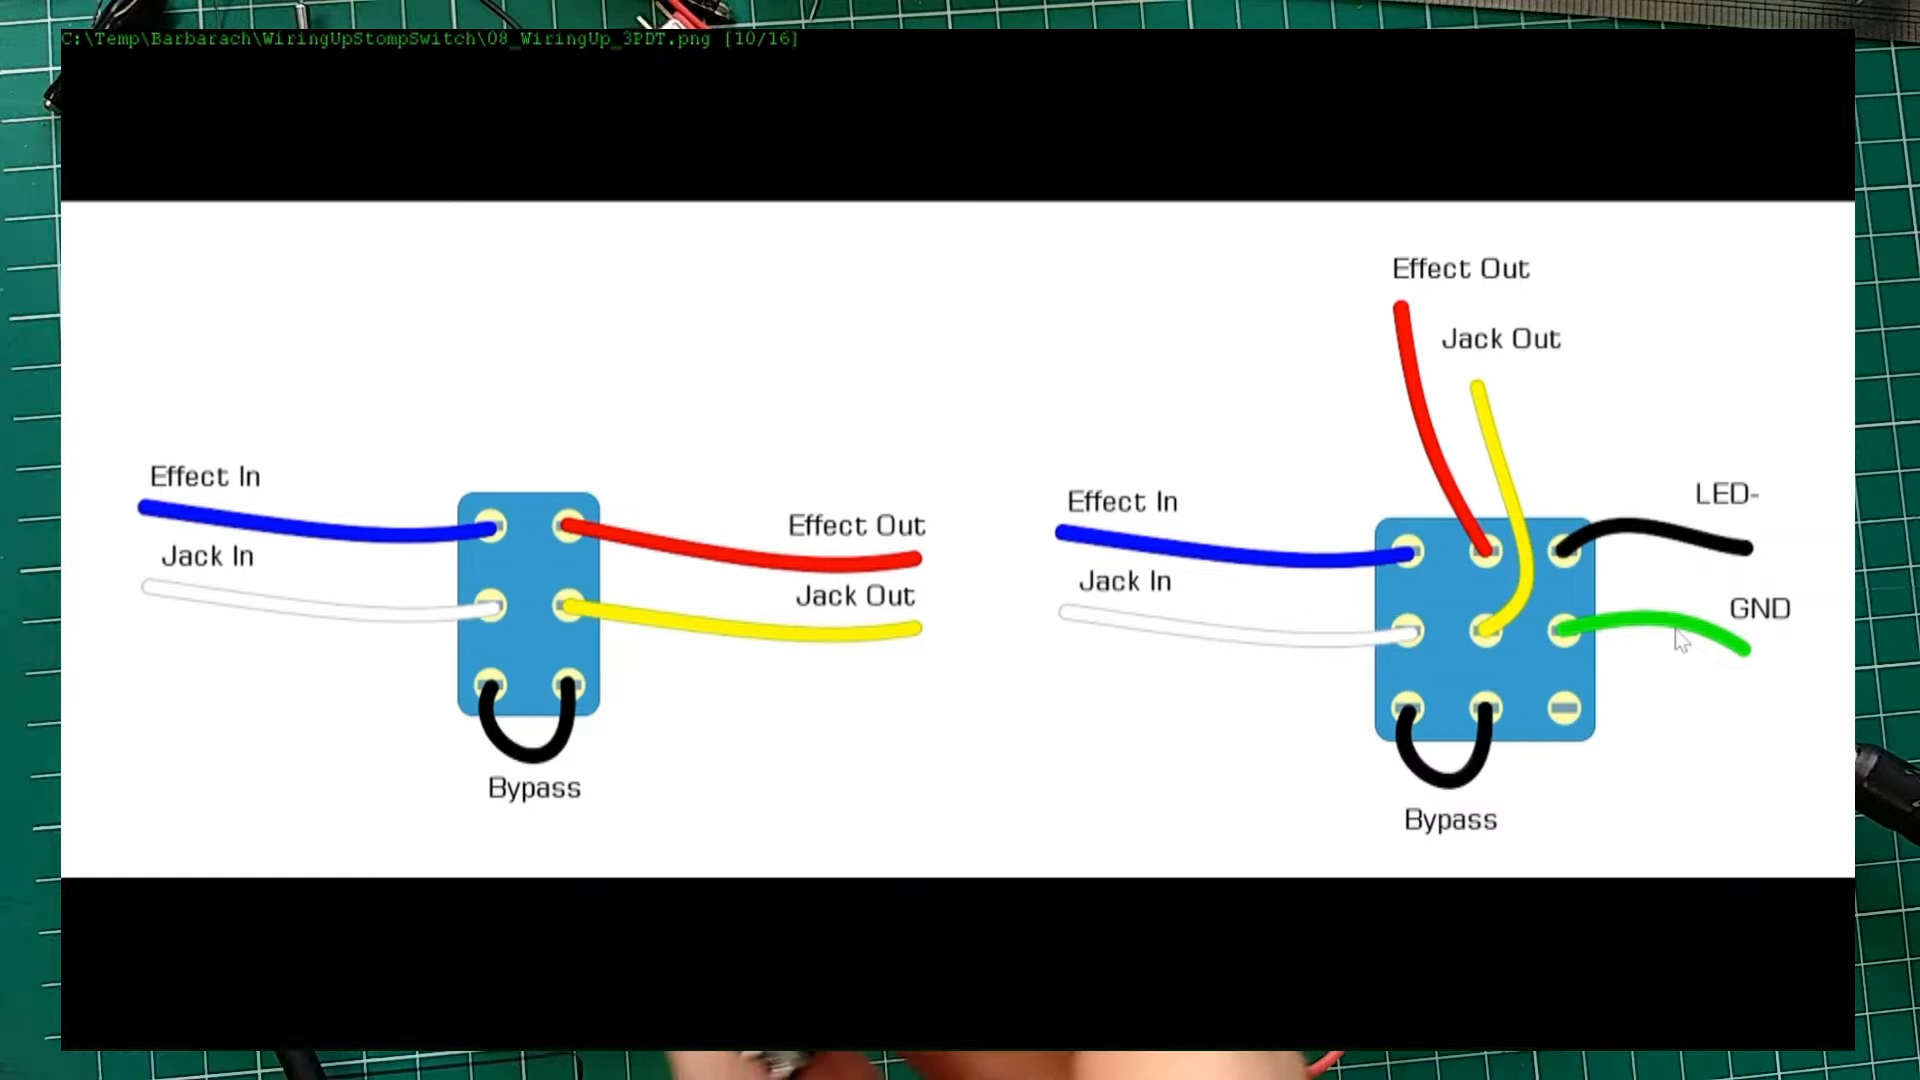 C:\Temp\Barbarach\WiringUpStompSwitch\08_WiringUp_3PDT.png [10/16]
Effect In
Jack In
Effect Out
Jack Out
Bypass
Effect Out
Jack Out
Effect In
Jack In
LED-
GND
Bypass